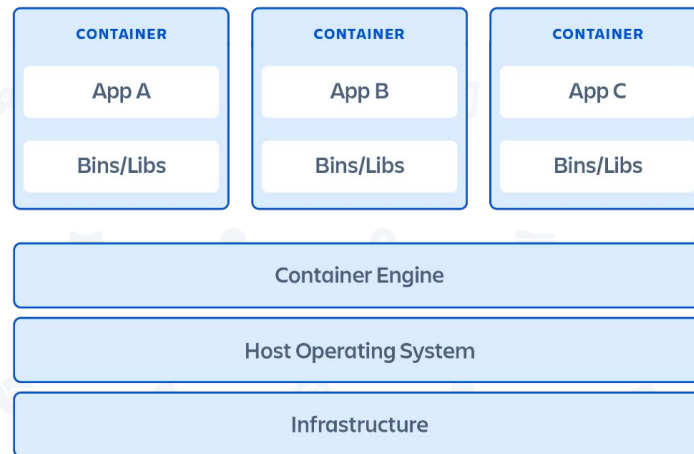 CONTAINER
App A
Bins/Libs
CONTAINER
App B
Bins/Libs
CONTAINER
App C
Bins/Libs
Container Engine
Host Operating System
Infrastructure